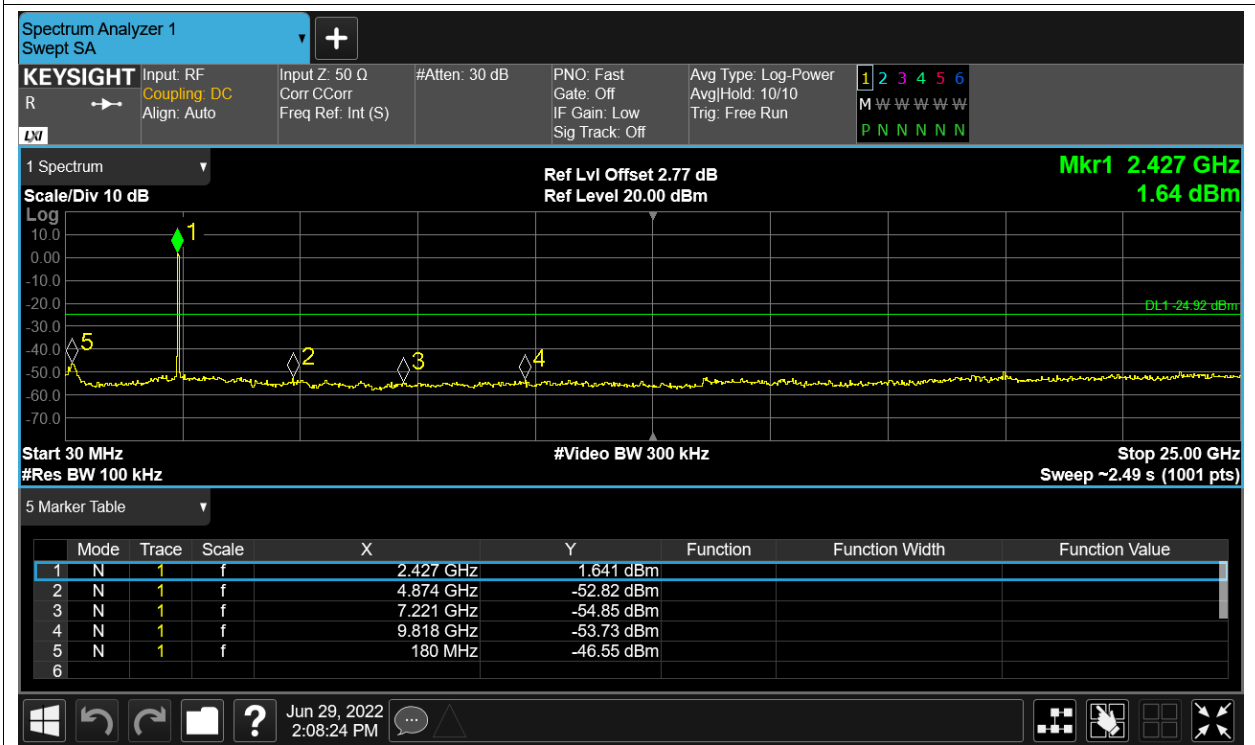 Spectrum Analyzer 1
Swept SA
KEYSIGHT Input: RF Input Z: 50 Ω #Atten: 30 dB PNO: Fast Avg Type: Log-Power 1 2 3 4 5 6
R Coupling: DC Corr CCorr Gate: Off Avg|Hold: 10/10 M W W W W W
Align: Auto Freq Ref: Int (S) IF Gain: Low Trig: Free Run
LXI Sig Track: Off P N N N N N
1 Spectrum Ref Lvl Offset 2.77 dB Mkr1 2.427 GHz
Scale/Div 10 dB Ref Level 20.00 dBm 1.64 dBm
Log
10.0 1
0.00
-10.0
-20.0 DL1 -24.92 dBm
-30.0
-40.0 5
-50.0 2 3 4
-60.0
-70.0
Start 30 MHz #Video BW 300 kHz Stop 25.00 GHz
#Res BW 100 kHz Sweep ~2.49 s (1001 pts)
5 Marker Table
Mode Trace Scale X Y Function Function Width Function Value
1 N 1 f 2.427 GHz 1.641 dBm
2 N 1 f 4.874 GHz -52.82 dBm
3 N 1 f 7.221 GHz -54.85 dBm
4 N 1 f 9.818 GHz -53.73 dBm
5 N 1 f 180 MHz -46.55 dBm
6
? Jun 29, 2022
2:08:24 PM